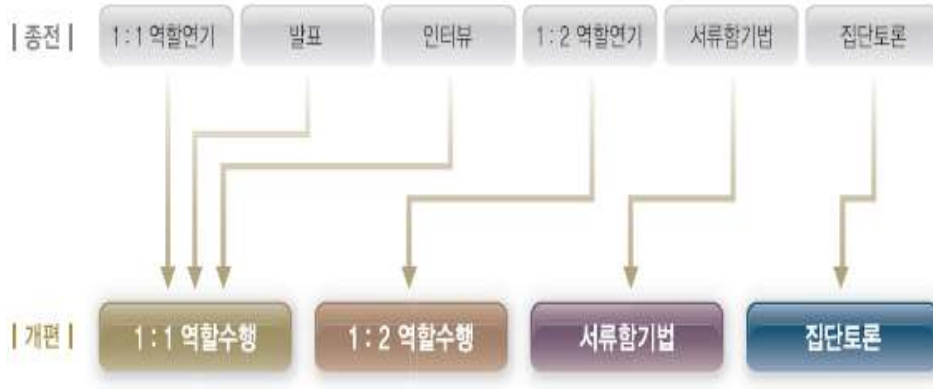 |종전| 1:1 역할연기 발표 인터뷰 1:2 역할연기 서류함기법 집단토론
|개편| 1:1 역할수행 1:2 역할수행 서류함기법 집단토론